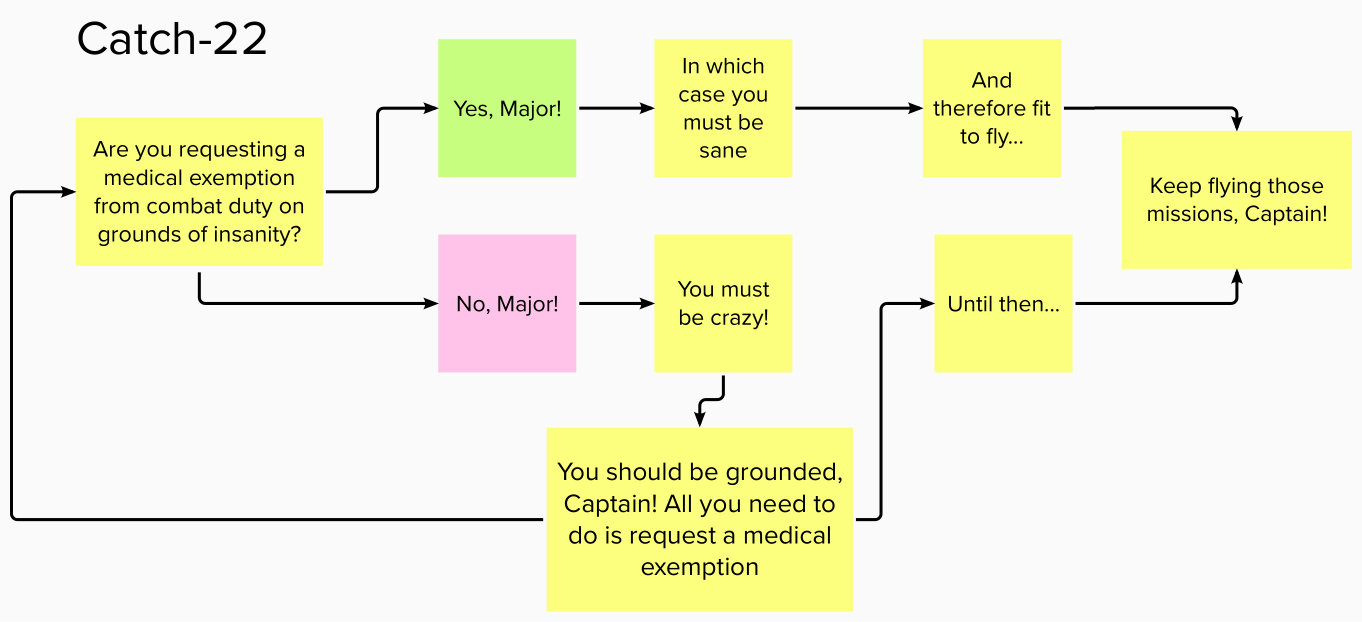 Catch-22
Are you requesting a
medical exemption
from combat duty on
grounds of insanity?
Yes, Major!
In which
case you
must be
sane
And
therefore fit
to fly...
Keep flying those
missions, Captain!
No, Major!
You must
be crazy!
Until then...
You should be grounded,
Captain! All you need to
do is request a medical
exemption